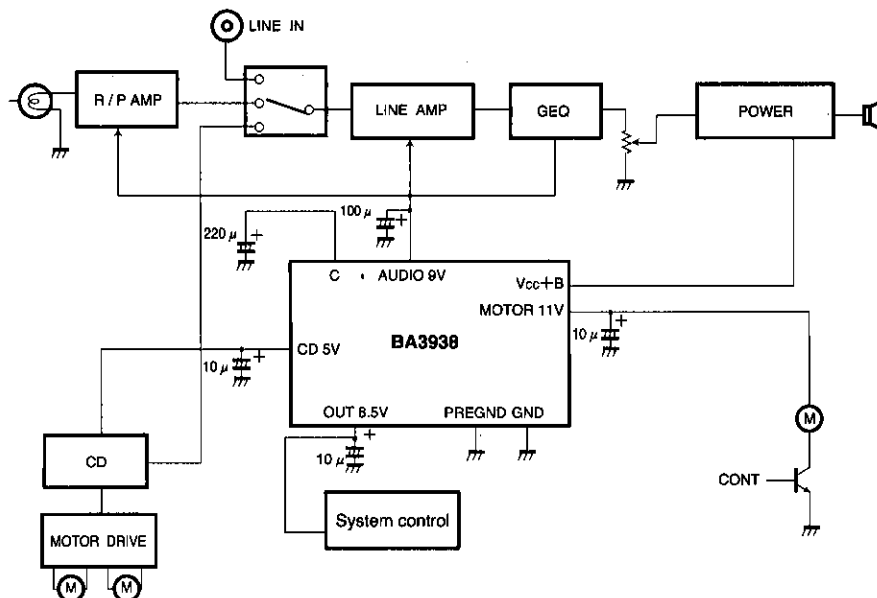 LINE IN
R / P AMP
LINE AMP
GEQ
POWER
100 μ
+
220 μ
+
C
AUDIO 9V
Vcc+B
MOTOR 11V
BA3938
CD 5V
+
10 μ
+
10 μ
OUT 8.5V
PREGND GND
+
10 μ
M
CD
CONT
System control
MOTOR DRIVE
M
M